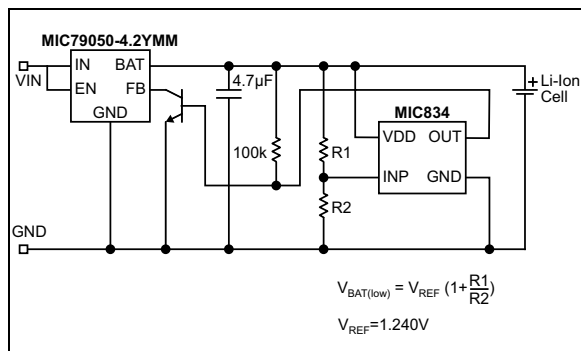 MIC79050-4.2YMM
IN BAT
VIN
EN FB
GND
4.7µF
100k
R1
R2
MIC834
VDD OUT
INP GND
Li-Ion
Cell
GND
V_BAT(low) = V_REF (1+ R1/R2)
V_REF=1.240V